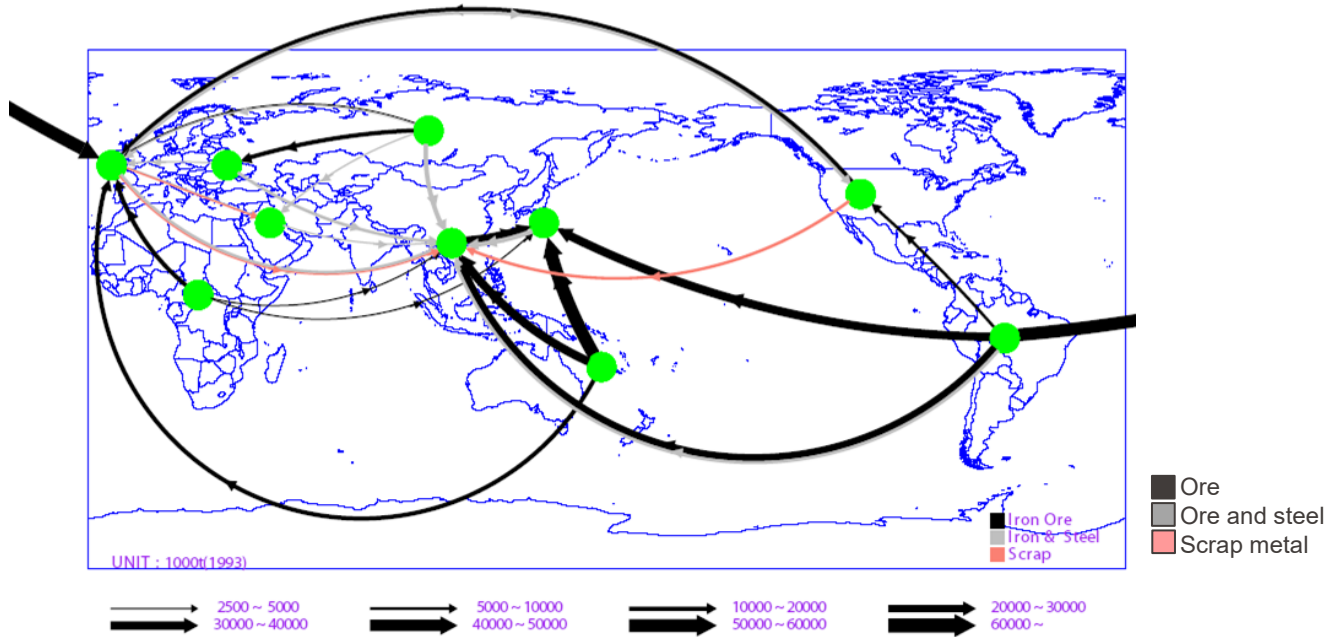 Ore
Ore and steel
Scrap metal
Iron Ore
Iron & Steel
Scrap
UNIT : 1000t(1993)
2500 ~ 5000
5000 ~ 10000
10000 ~ 20000
20000 ~ 30000
30000 ~ 40000
40000 ~ 50000
50000 ~ 60000
60000 ~